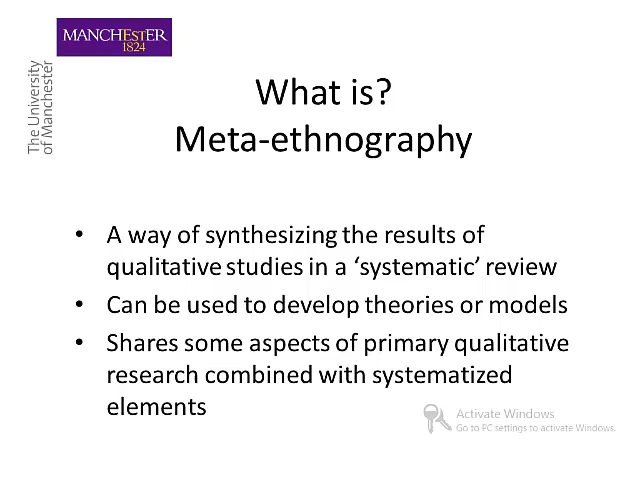 MANCHESTER
1824
The University
of Manchester
What is?
Meta-ethnography
• A way of synthesizing the results of
qualitative studies in a ‘systematic’ review
• Can be used to develop theories or models
• Shares some aspects of primary qualitative
research combined with systematized
elements
Activate Windows
Go to PC settings to activate Windows.